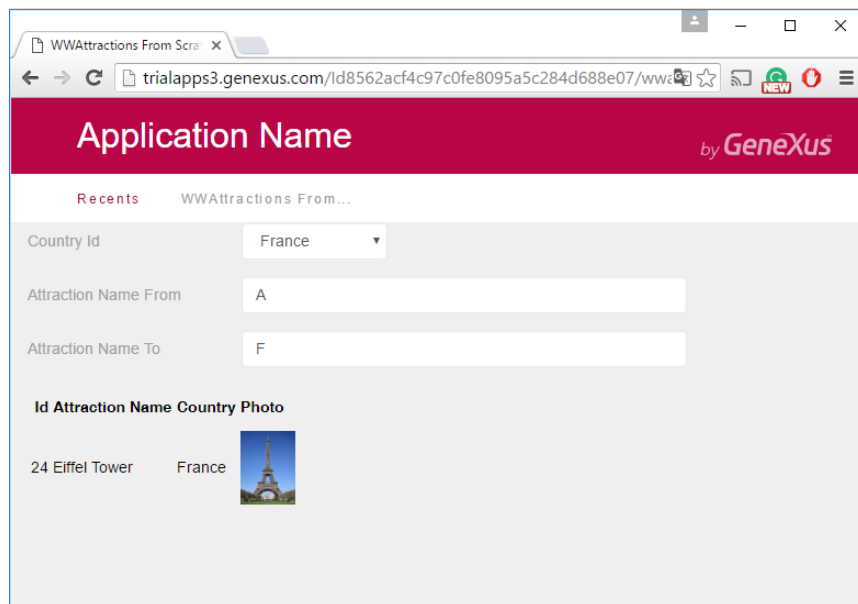 WWAttractions From Scra
trialapps3.genexus.com/Id8562acf4c97c0fe8095a5c284d688e07/wwa
NEW
Application Name
by GeneXus
Recents WWAttractions From...
Country Id France
Attraction Name From A
Attraction Name To F
Id Attraction Name Country Photo
24 Eiffel Tower France